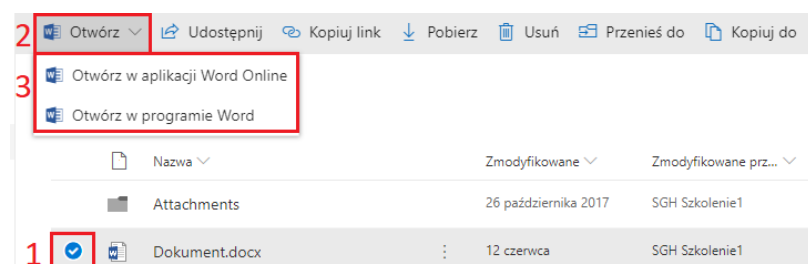 2 Otwórz Udostępnij Kopiuj link Pobierz Usuń Przenieś do Kopiuj do
3 Otwórz w aplikacji Word Online
Otwórz w programie Word
Nazwa Zmodyfikowane Zmodyfikowane prz...
Attachments 26 października 2017 SGH Szkolenie1
1 Dokument.docx 12 czerwca SGH Szkolenie1